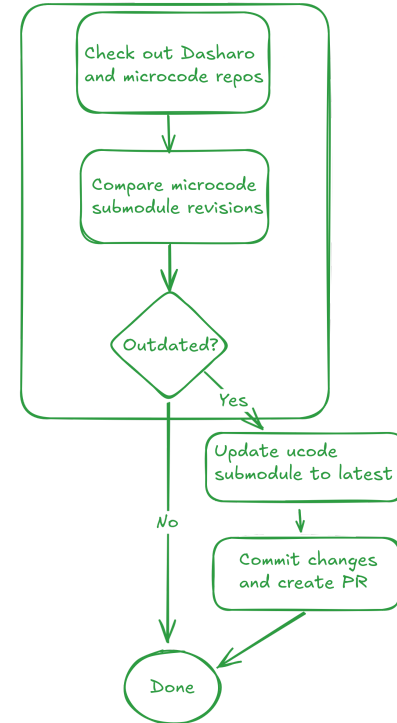 Check out Dasharo
and microcode repos
Compare microcode
submodule revisions
Outdated?
Yes
Update ucode
submodule to latest
No
Commit changes
and create PR
Done